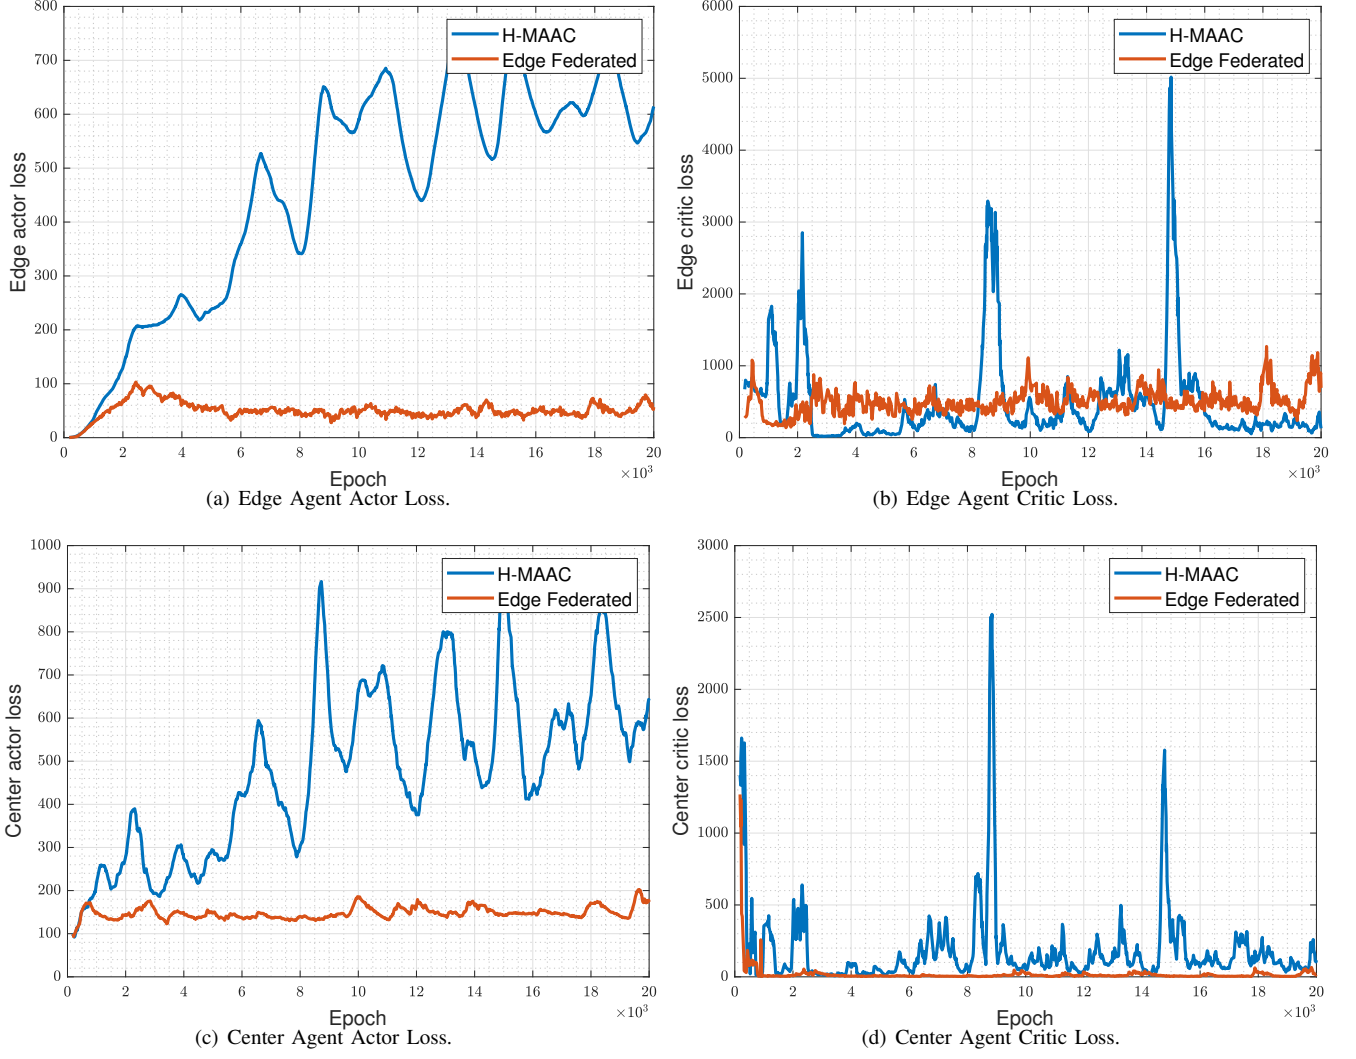 800
700
600
500
400
300
200
100
0
Edge actor loss
H-MAAC
Edge Federated
0 2 4 6 8 10 12 14 16 18 20
×10³
Epoch
(a) Edge Agent Actor Loss.
6000
5000
4000
3000
2000
1000
0
Edge critic loss
H-MAAC
Edge Federated
0 2 4 6 8 10 12 14 16 18 20
×10³
Epoch
(b) Edge Agent Critic Loss.
1000
900
800
700
600
500
400
300
200
100
0
Center actor loss
H-MAAC
Edge Federated
0 2 4 6 8 10 12 14 16 18 20
×10³
Epoch
(c) Center Agent Actor Loss.
3000
2500
2000
1500
1000
500
0
Center critic loss
H-MAAC
Edge Federated
0 2 4 6 8 10 12 14 16 18 20
×10³
Epoch
(d) Center Agent Critic Loss.